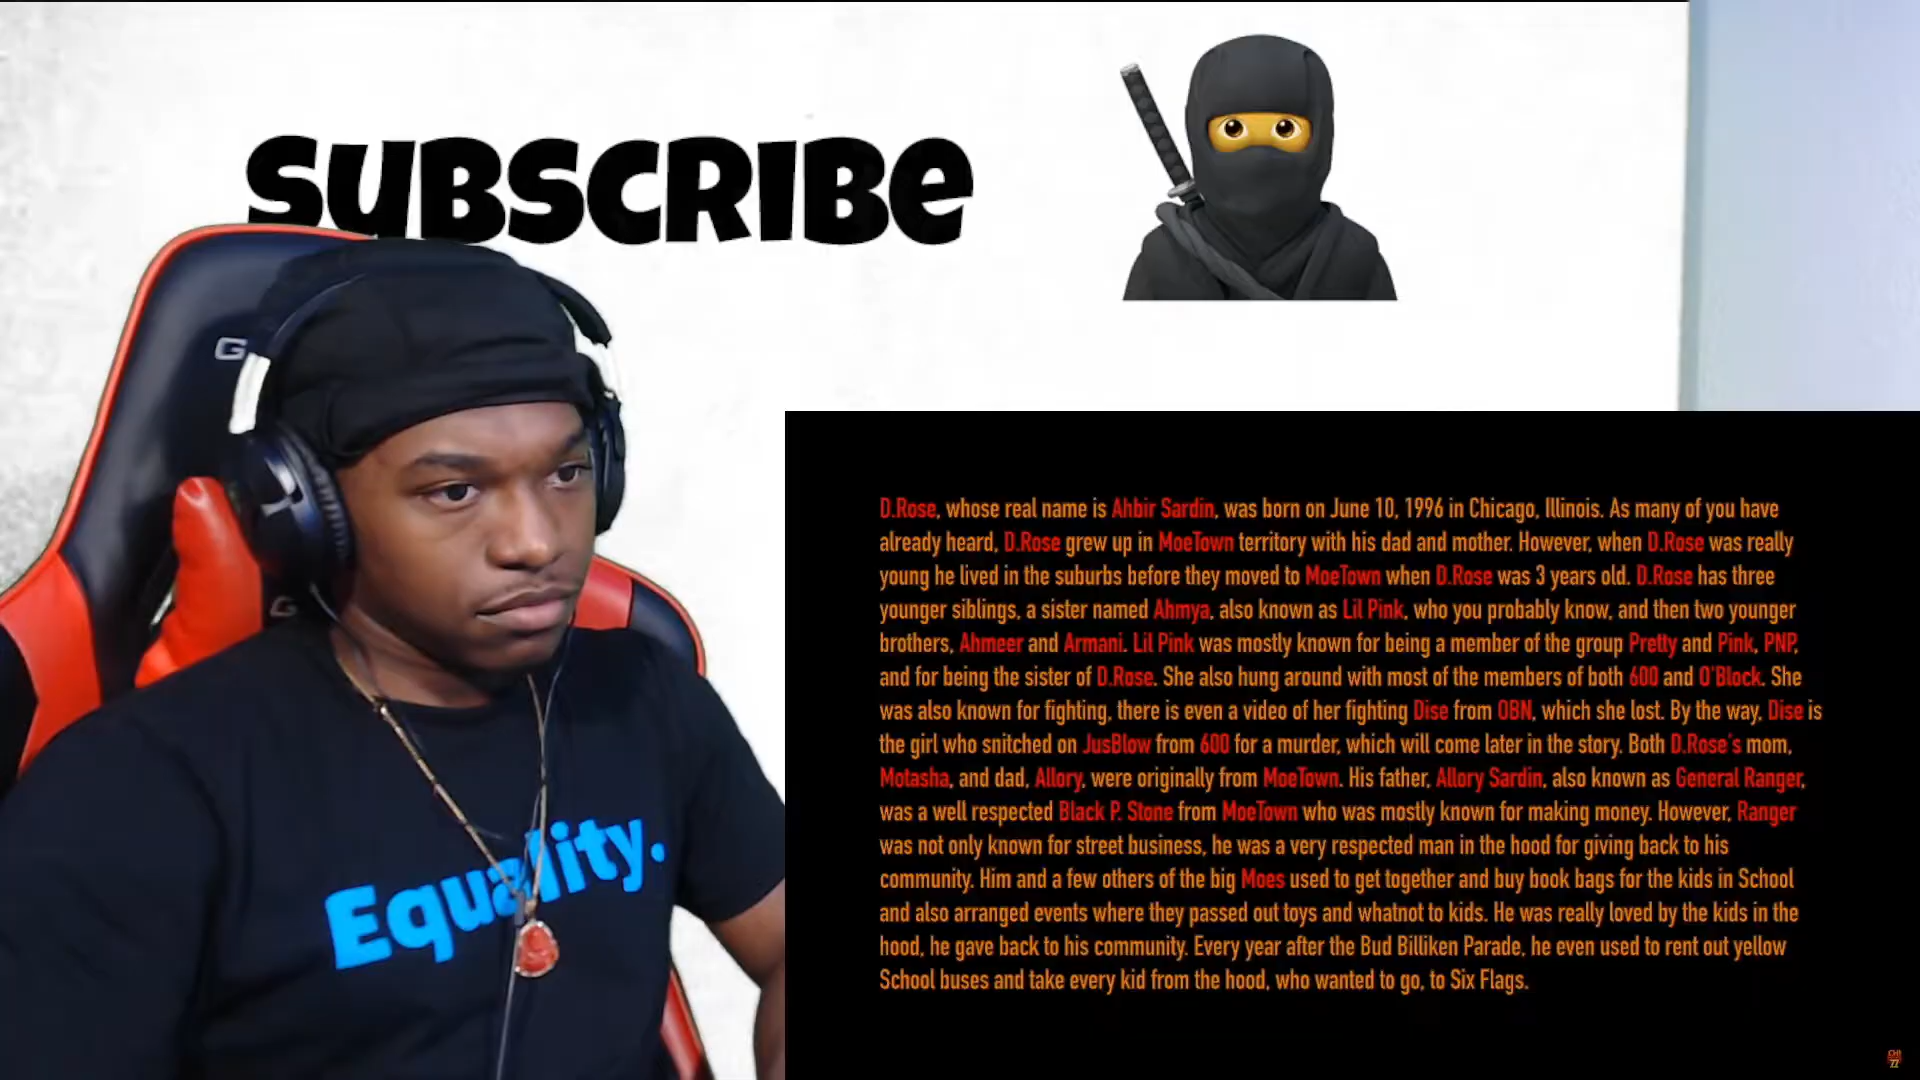 SUBSCRIBE
G
G
Equality.
D.Rose, whose real name is Ahbir Sardin, was born on June 10, 1996 in Chicago, Illinois. As many of you have
already heard, D.Rose grew up in MoeTown territory with his dad and mother. However, when D.Rose was really
young he lived in the suburbs before they moved to MoeTown when D.Rose was 3 years old. D.Rose has three
younger siblings, a sister named Ahmya, also known as Lil Pink, who you probably know, and then two younger
brothers, Ahmeer and Armani. Lil Pink was mostly known for being a member of the group Pretty and Pink, PNP,
and for being the sister of D.Rose. She also hung around with most of the members of both 600 and O'Block. She
was also known for fighting, there is even a video of her fighting Dise from OBN, which she lost. By the way, Dise is
the girl who snitched on JusBlow from 600 for a murder, which will come later in the story. Both D.Rose's mom,
Motasha, and dad, Allory, were originally from MoeTown. His father, Allory Sardin, also known as General Ranger,
was a well respected Black P. Stone from MoeTown who was mostly known for making money. However, Ranger
was not only known for street business, he was a very respected man in the hood for giving back to his
community. Him and a few others of the big Moes used to get together and buy book bags for the kids in School
and also arranged events where they passed out toys and whatnot to kids. He was really loved by the kids in the
hood, he gave back to his community. Every year after the Bud Billiken Parade, he even used to rent out yellow
School buses and take every kid from the hood, who wanted to go, to Six Flags.